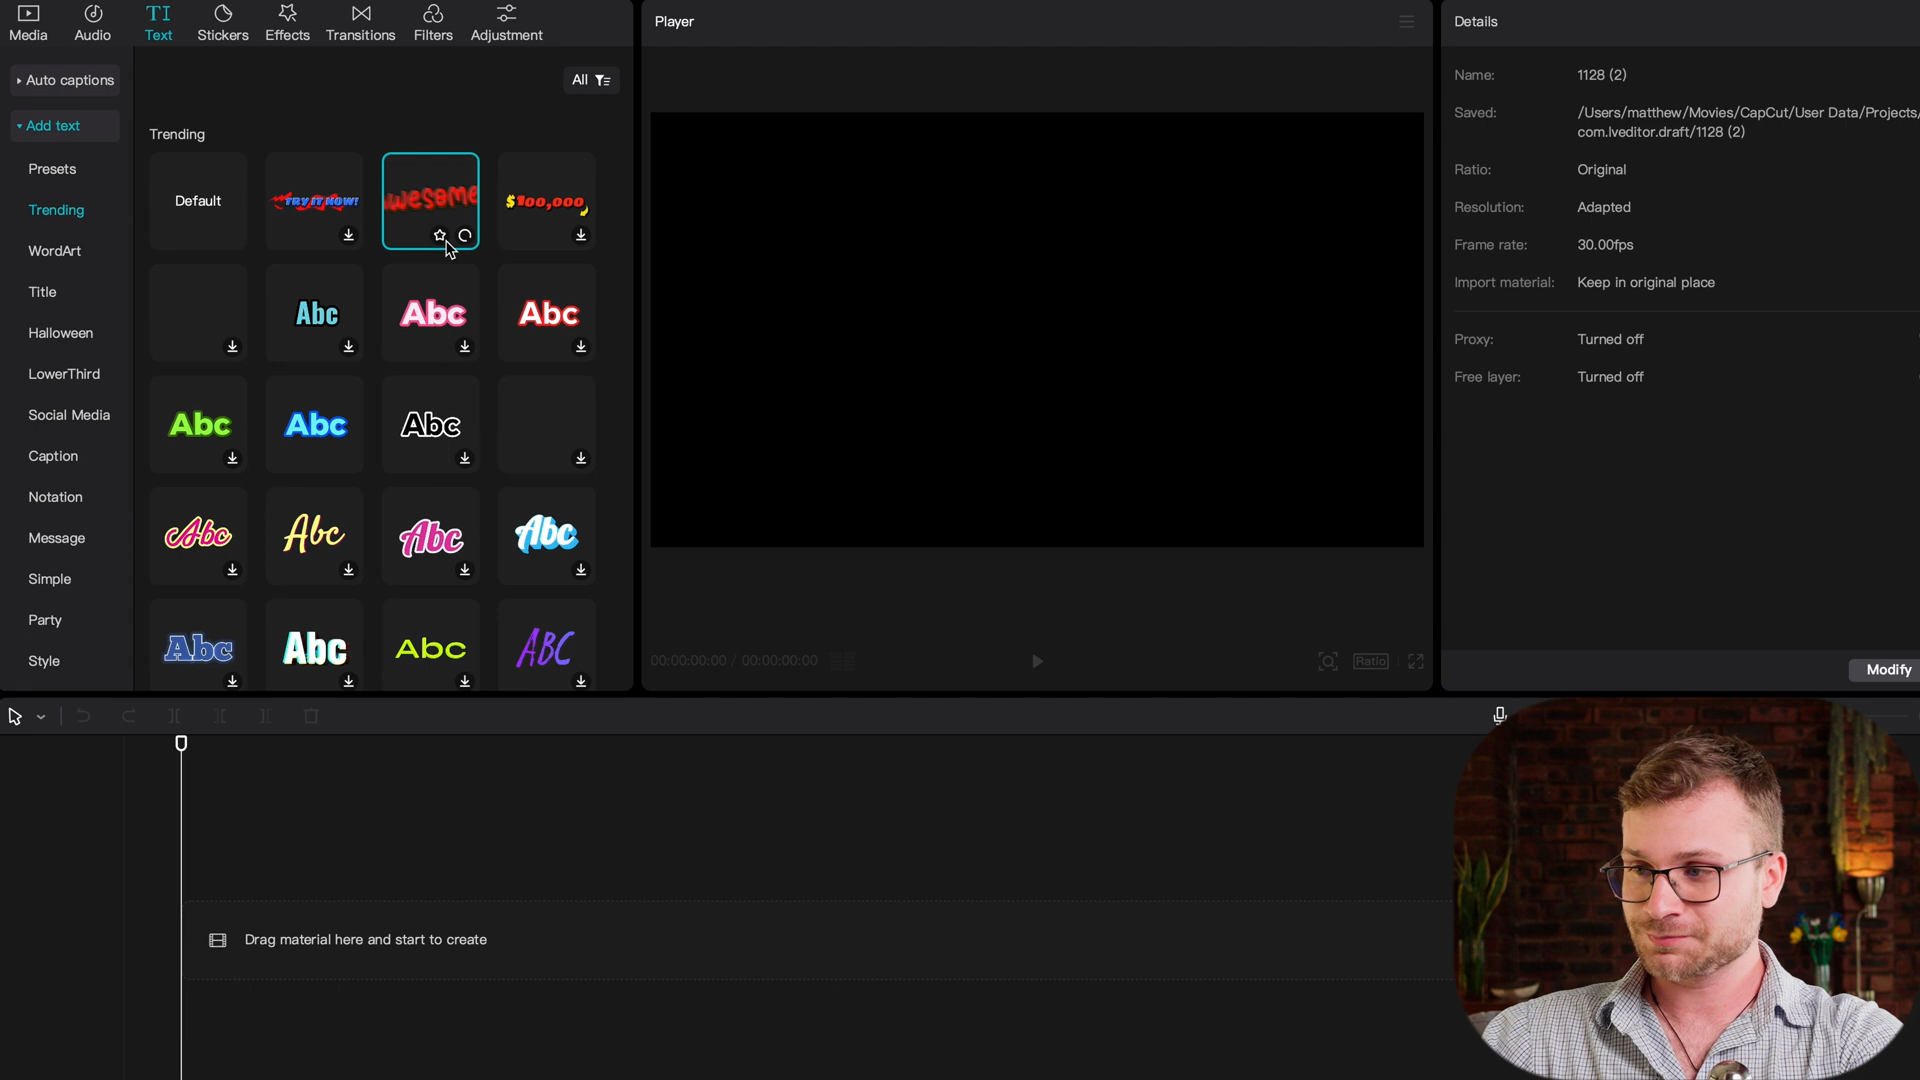 Media Audio Text Stickers Effects Transitions Filters Adjustment
Auto captions
Add text
Presets
Trending
WordArt
Title
Halloween
LowerThird
Social Media
Caption
Notation
Message
Simple
Party
Style
All
Trending
Default TRY IT NOW! wesome $100,000
Abc Abc Abc
Abc Abc Abc
Abc Abc Abc Abc
Abc Abc Abc ABC
Player
00:00:00:00 / 00:00:00:00
Ratio
Details
Name: 1128 (2)
Saved: /Users/matthew/Movies/CapCut/User Data/Projects/
com.lveditor.draft/1128 (2)
Ratio: Original
Resolution: Adapted
Frame rate: 30.00fps
Import material: Keep in original place
Proxy: Turned off
Free layer: Turned off
Modify
Drag material here and start to create